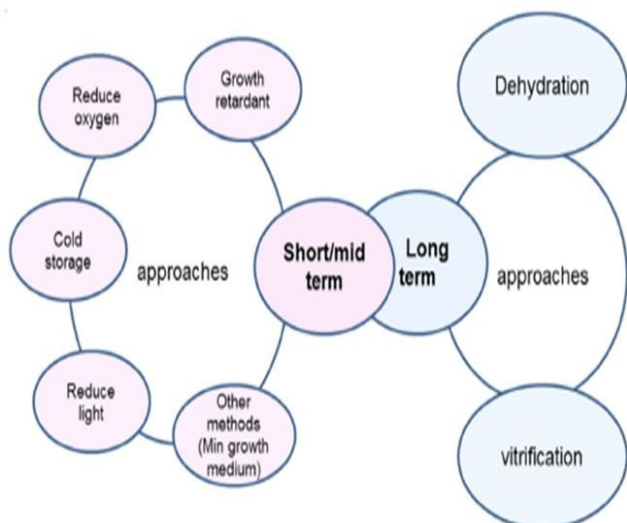 Growth
retardant
Reduce
oxygen
Cold
storage
approaches
Reduce
light
Other
methods
(Min growth
medium)
Short/mid
term
Long
term
Dehydration
approaches
vitrification